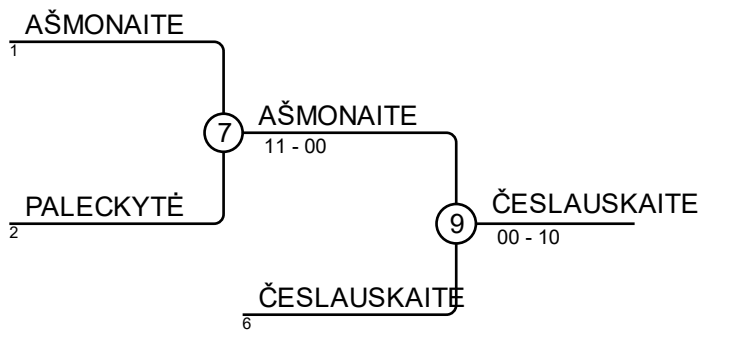 AŠMONAITE
1
7
AŠMONAITE
11 - 00
PALECKYTĖ
2
9
ČESLAUSKAITE
00 - 10
ČESLAUSKAITE
6